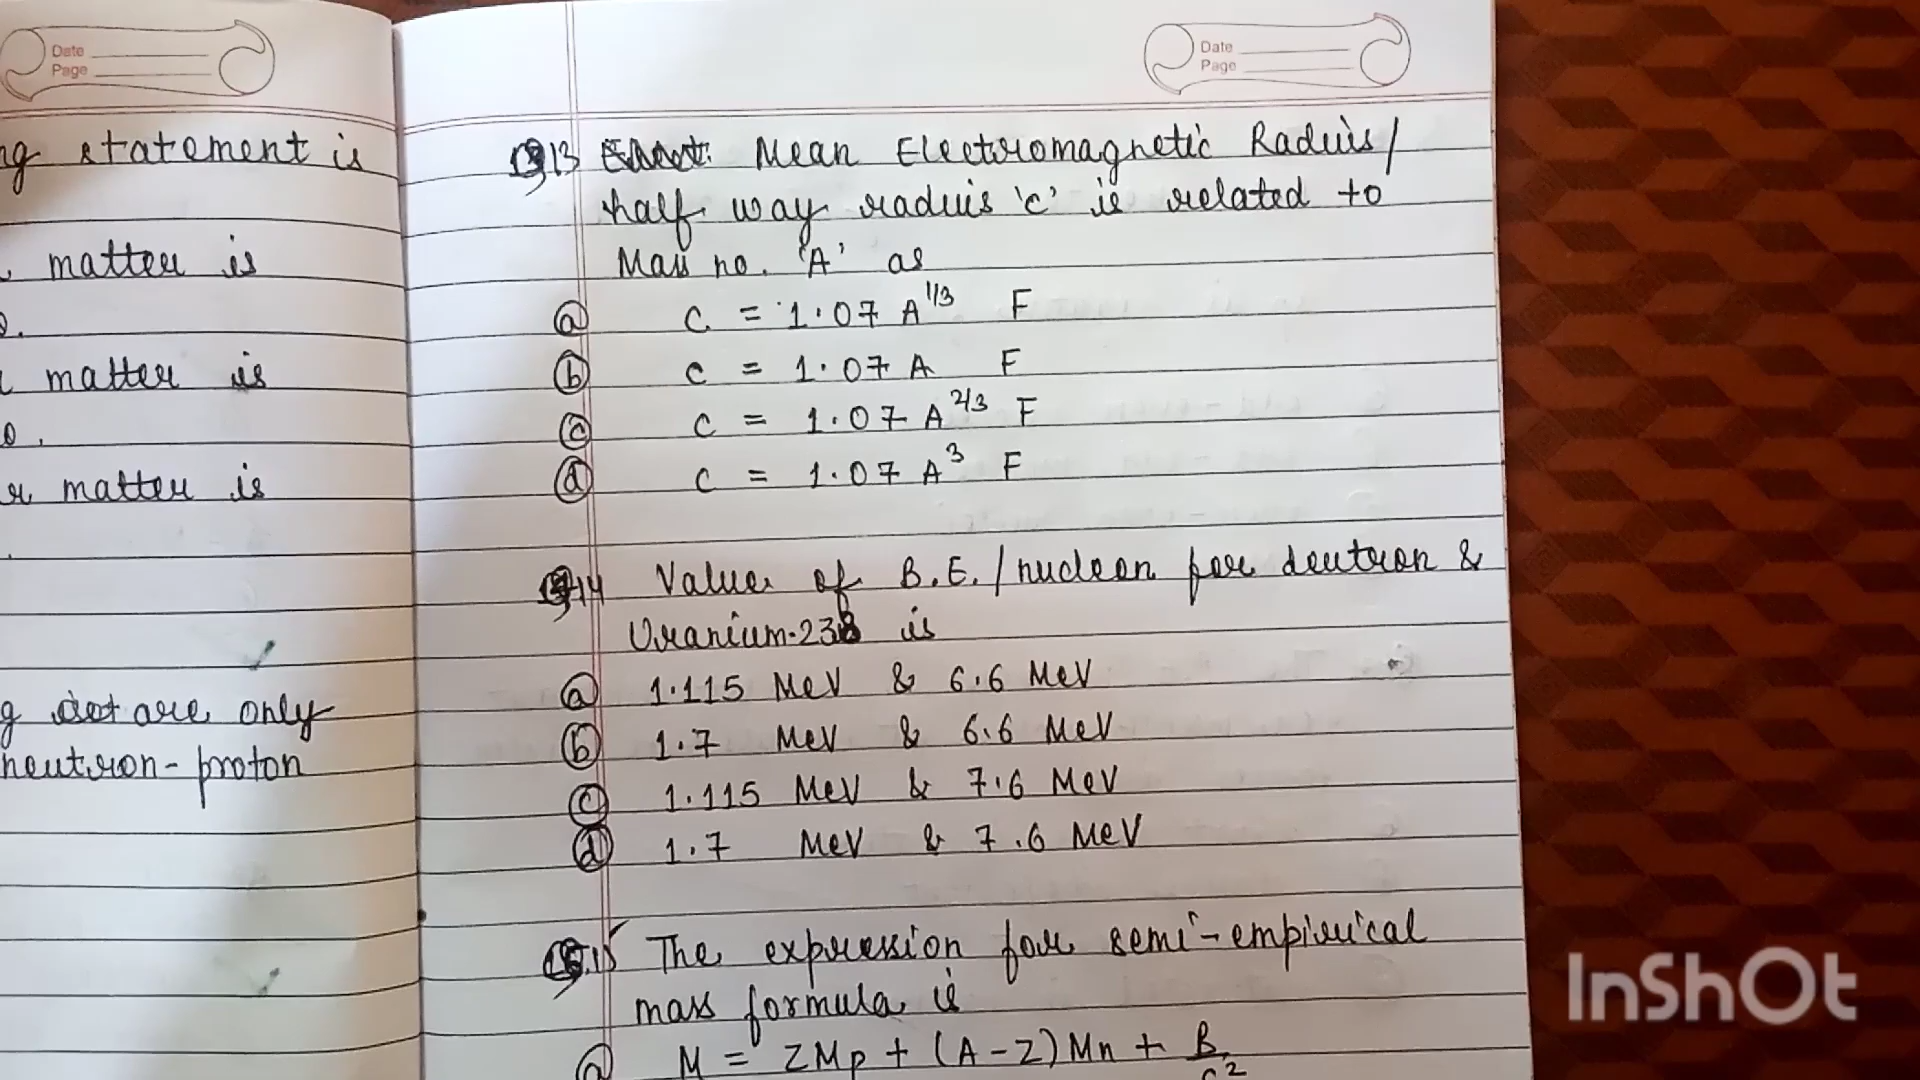 Date
Page
statement is
matter is
matter is
matter is
are only
neutron-proton
Date
Page
13 Mean Electromagnetic Radius/
half way radius 'c' is related to
Mass no. 'A' as
(a) c = 1.07 A^1/3 F
(b) c = 1.07 A F
(c) c = 1.07 A^2/3 F
(d) c = 1.07 A^3 F
14 Value of B.E./nucleon for deutron &
Uranium-238 is
(a) 1.115 MeV & 6.6 MeV
(b) 1.7 MeV & 6.6 MeV
(c) 1.115 MeV & 7.6 MeV
(d) 1.7 MeV & 7.6 MeV
15 The expression for semi-empirical
mass formula is
(a) M = ZMp + (A-Z)Mn + B/c^2
InShOt